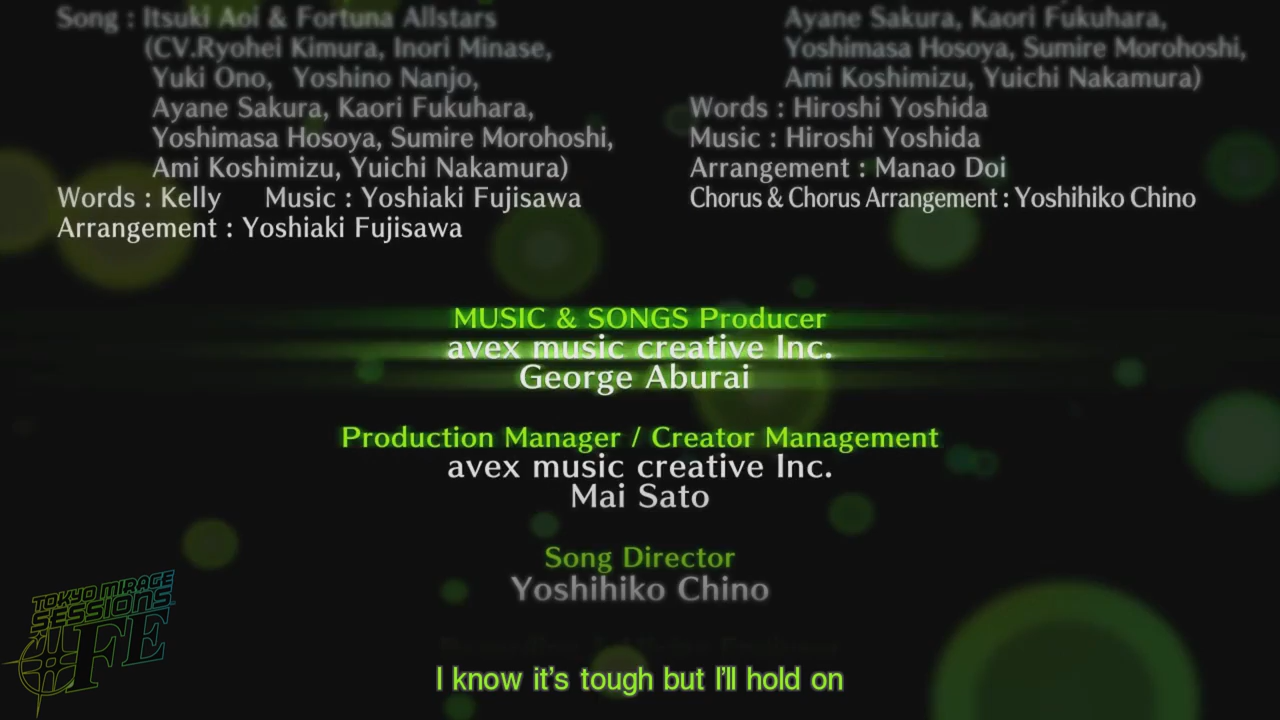 Song : Itsuki Aoi & Fortuna Allstars
(CV.Ryohei Kimura, Inori Minase,
Yuki Ono, Yoshino Nanjo,
Ayane Sakura, Kaori Fukuhara,
Yoshimasa Hosoya, Sumire Morohoshi,
Ami Koshimizu, Yuichi Nakamura)
Words : Kelly Music : Yoshiaki Fujisawa
Arrangement : Yoshiaki Fujisawa
Ayane Sakura, Kaori Fukuhara,
Yoshimasa Hosoya, Sumire Morohoshi,
Ami Koshimizu, Yuichi Nakamura)
Words : Hiroshi Yoshida
Music : Hiroshi Yoshida
Arrangement : Manao Doi
Chorus & Chorus Arrangement : Yoshihiko Chino
MUSIC & SONGS Producer
avex music creative Inc.
George Aburai
Production Manager / Creator Management
avex music creative Inc.
Mai Sato
Song Director
Yoshihiko Chino
TOKYO MIRAGE
SESSIONS
#FE
I know it's tough but I'll hold on